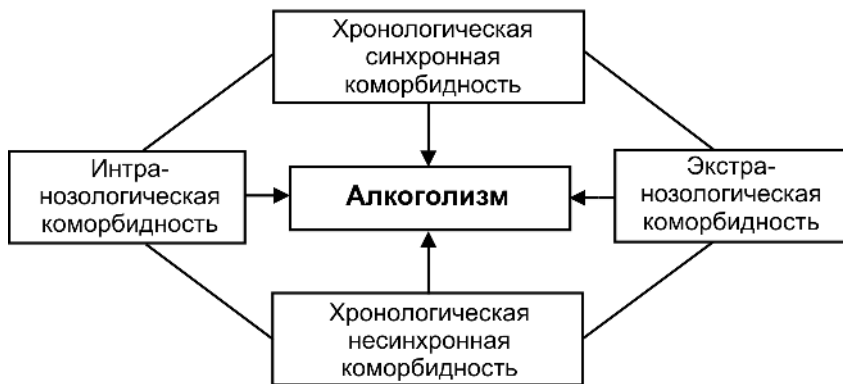 Хронологическая
синхронная
коморбидность
Интра-
нозологическая
коморбидность
Алкоголизм
Экстра-
нозологическая
коморбидность
Хронологическая
несинхронная
коморбидность